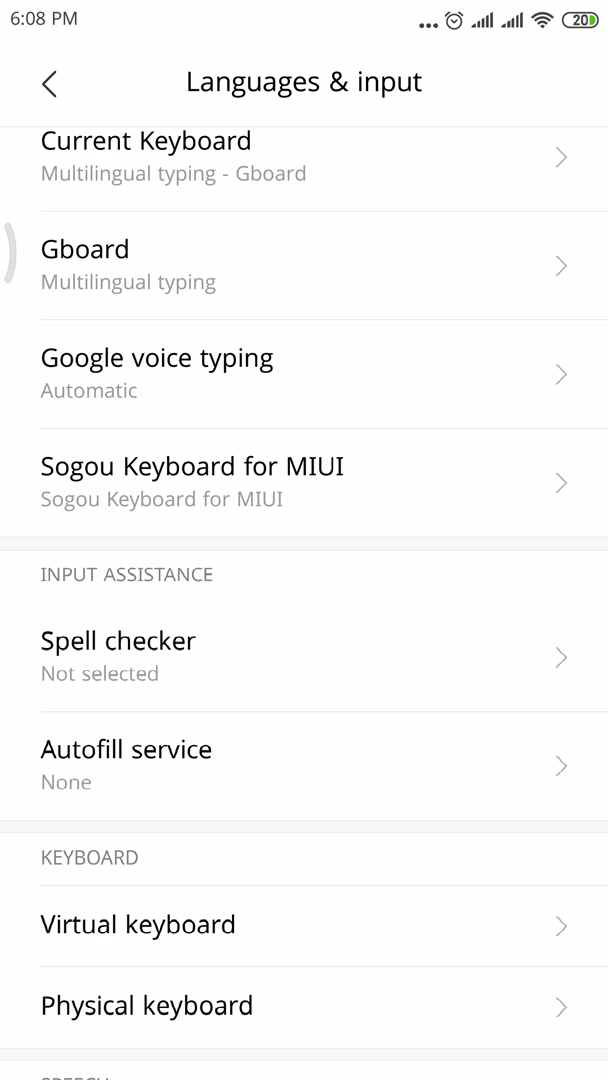 6:08 PM
20
Languages & input
Current Keyboard
Multilingual typing - Gboard
Gboard
Multilingual typing
Google voice typing
Automatic
Sogou Keyboard for MIUI
Sogou Keyboard for MIUI
INPUT ASSISTANCE
Spell checker
Not selected
Autofill service
None
KEYBOARD
Virtual keyboard
Physical keyboard